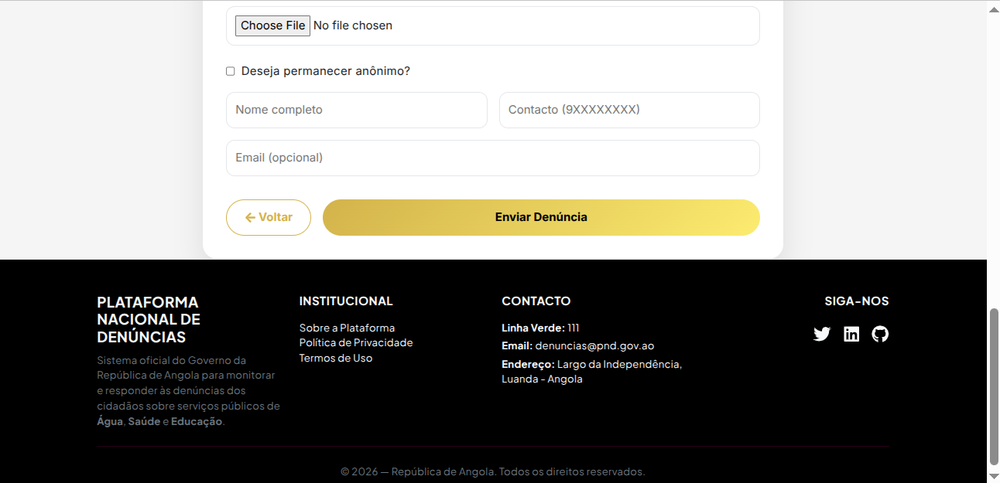 Choose File No file chosen
Deseja permanecer anônimo?
Nome completo
Contacto (9XXXXXXXX)
Email (opcional)
← Voltar
Enviar Denúncia
PLATAFORMA
NACIONAL DE
DENÚNCIAS
Sistema oficial do Governo da
República de Angola para monitorar
e responder às denúncias dos
cidadãos sobre serviços públicos de
Água, Saúde e Educação.
INSTITUCIONAL
Sobre a Plataforma
Política de Privacidade
Termos de Uso
CONTACTO
Linha Verde: 111
Email: denuncias@pnd.gov.ao
Endereço: Largo da Independência,
Luanda - Angola
SIGA-NOS
© 2026 — República de Angola. Todos os direitos reservados.